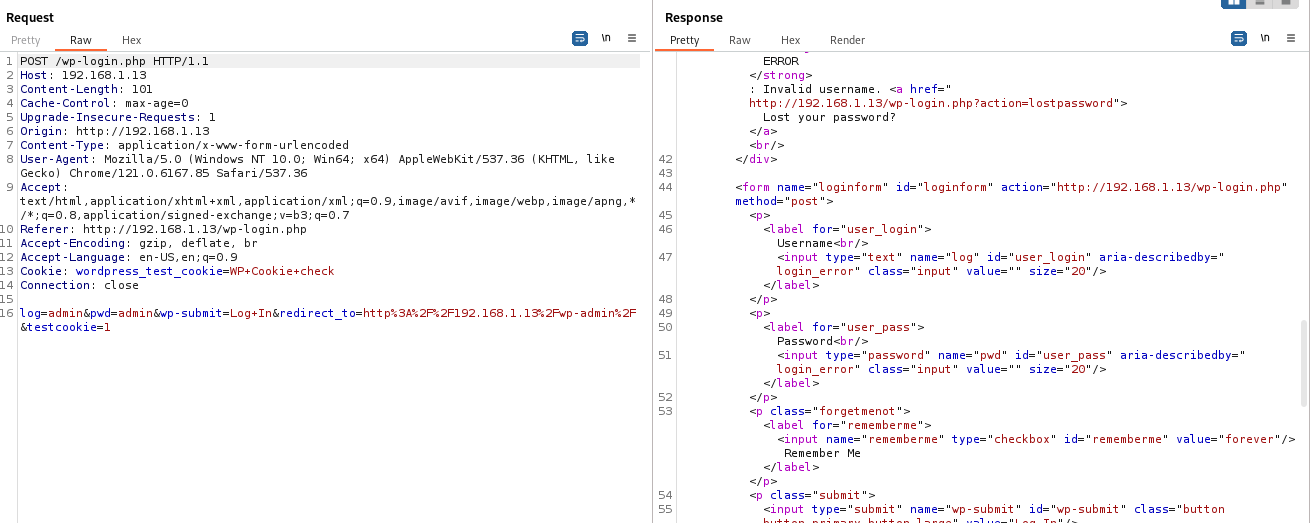 Request
Pretty Raw Hex
\n
1 POST /wp-login.php HTTP/1.1
2 Host: 192.168.1.13
3 Content-Length: 101
4 Cache-Control: max-age=0
5 Upgrade-Insecure-Requests: 1
6 Origin: http://192.168.1.13
7 Content-Type: application/x-www-form-urlencoded
8 User-Agent: Mozilla/5.0 (Windows NT 10.0; Win64; x64) AppleWebKit/537.36 (KHTML, like
Gecko) Chrome/121.0.6167.85 Safari/537.36
9 Accept:
text/html,application/xhtml+xml,application/xml;q=0.9,image/avif,image/webp,image/apng,*
/*;q=0.8,application/signed-exchange;v=b3;q=0.7
10 Referer: http://192.168.1.13/wp-login.php
11 Accept-Encoding: gzip, deflate, br
12 Accept-Language: en-US,en;q=0.9
13 Cookie: wordpress_test_cookie=WP+Cookie+check
14 Connection: close
15
16 log=admin&pwd=admin&wp-submit=Log+In&redirect_to=http%3A%2F%2F192.168.1.13%2Fwp-admin%2F
&testcookie=1
Response
Pretty Raw Hex Render
\n
ERROR
</strong>
: Invalid username. <a href="
http://192.168.1.13/wp-login.php?action=lostpassword">
Lost your password?
</a>
<br/>
42 </div>
43
44 <form name="loginform" id="loginform" action="http://192.168.1.13/wp-login.php"
method="post">
45 <p>
46 <label for="user_login">
Username<br/>
47 <input type="text" name="log" id="user_login" aria-describedby="
login_error" class="input" value="" size="20"/>
</label>
48 </p>
49 <p>
50 <label for="user_pass">
Password<br/>
51 <input type="password" name="pwd" id="user_pass" aria-describedby="
login_error" class="input" value="" size="20"/>
</label>
52 </p>
53 <p class="forgetmenot">
<label for="rememberme">
<input name="rememberme" type="checkbox" id="rememberme" value="forever"/>
Remember Me
</label>
</p>
54 <p class="submit">
55 <input type="submit" name="wp-submit" id="wp-submit" class="button
button-primary button-large" value="Log In"/>